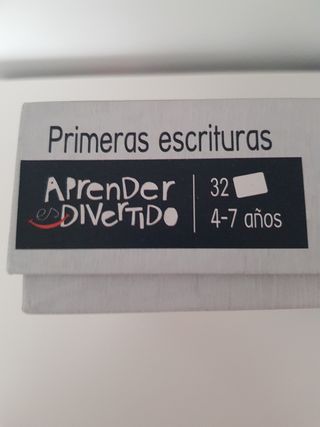 Primeras escrituras
APrenDer
es
DIVerTIDO
32
4-7 años